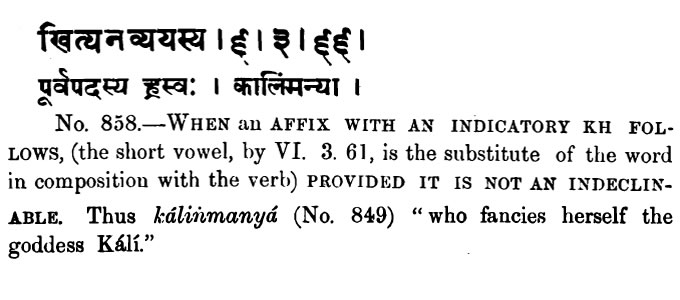 खित्यनव्ययस्य । ६ । ३ । ६६ ।
पूर्वपदस्य ह्रस्वः । कालिंमन्या ।
No. 858.—WHEN an AFFIX WITH AN INDICATORY KH FOL-
LOWS, (the short vowel, by VI. 3. 61, is the substitute of the word
in composition with the verb) PROVIDED IT IS NOT AN INDECLIN-
ABLE. Thus káliṅmanyá (No. 849) “who fancies herself the
goddess Kálí.”